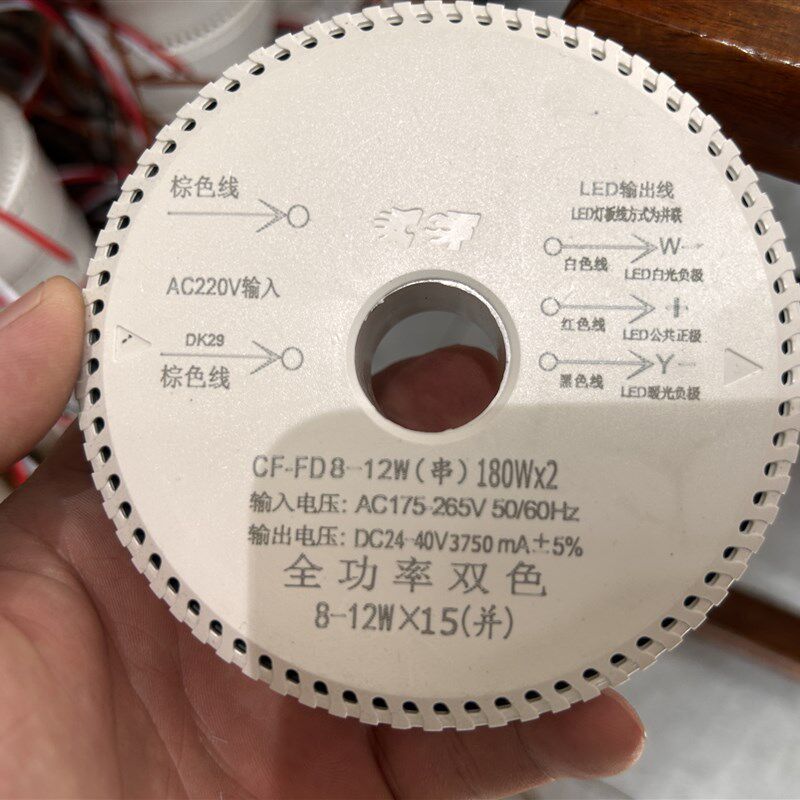 棕色线
AC220V输入
DK29
棕色线
LED输出线
LED灯板线方式为并联
W-
白色线 LED白光负极
+
红色线 LED公共正极
Y-
黑色线 LED暖光负极
CF-FD 8-12W(串) 180Wx2
输入电压: AC175-265V 50/60Hz
输出电压: DC24-40V3750 mA±5%
全功率双色
8-12W×15(并)